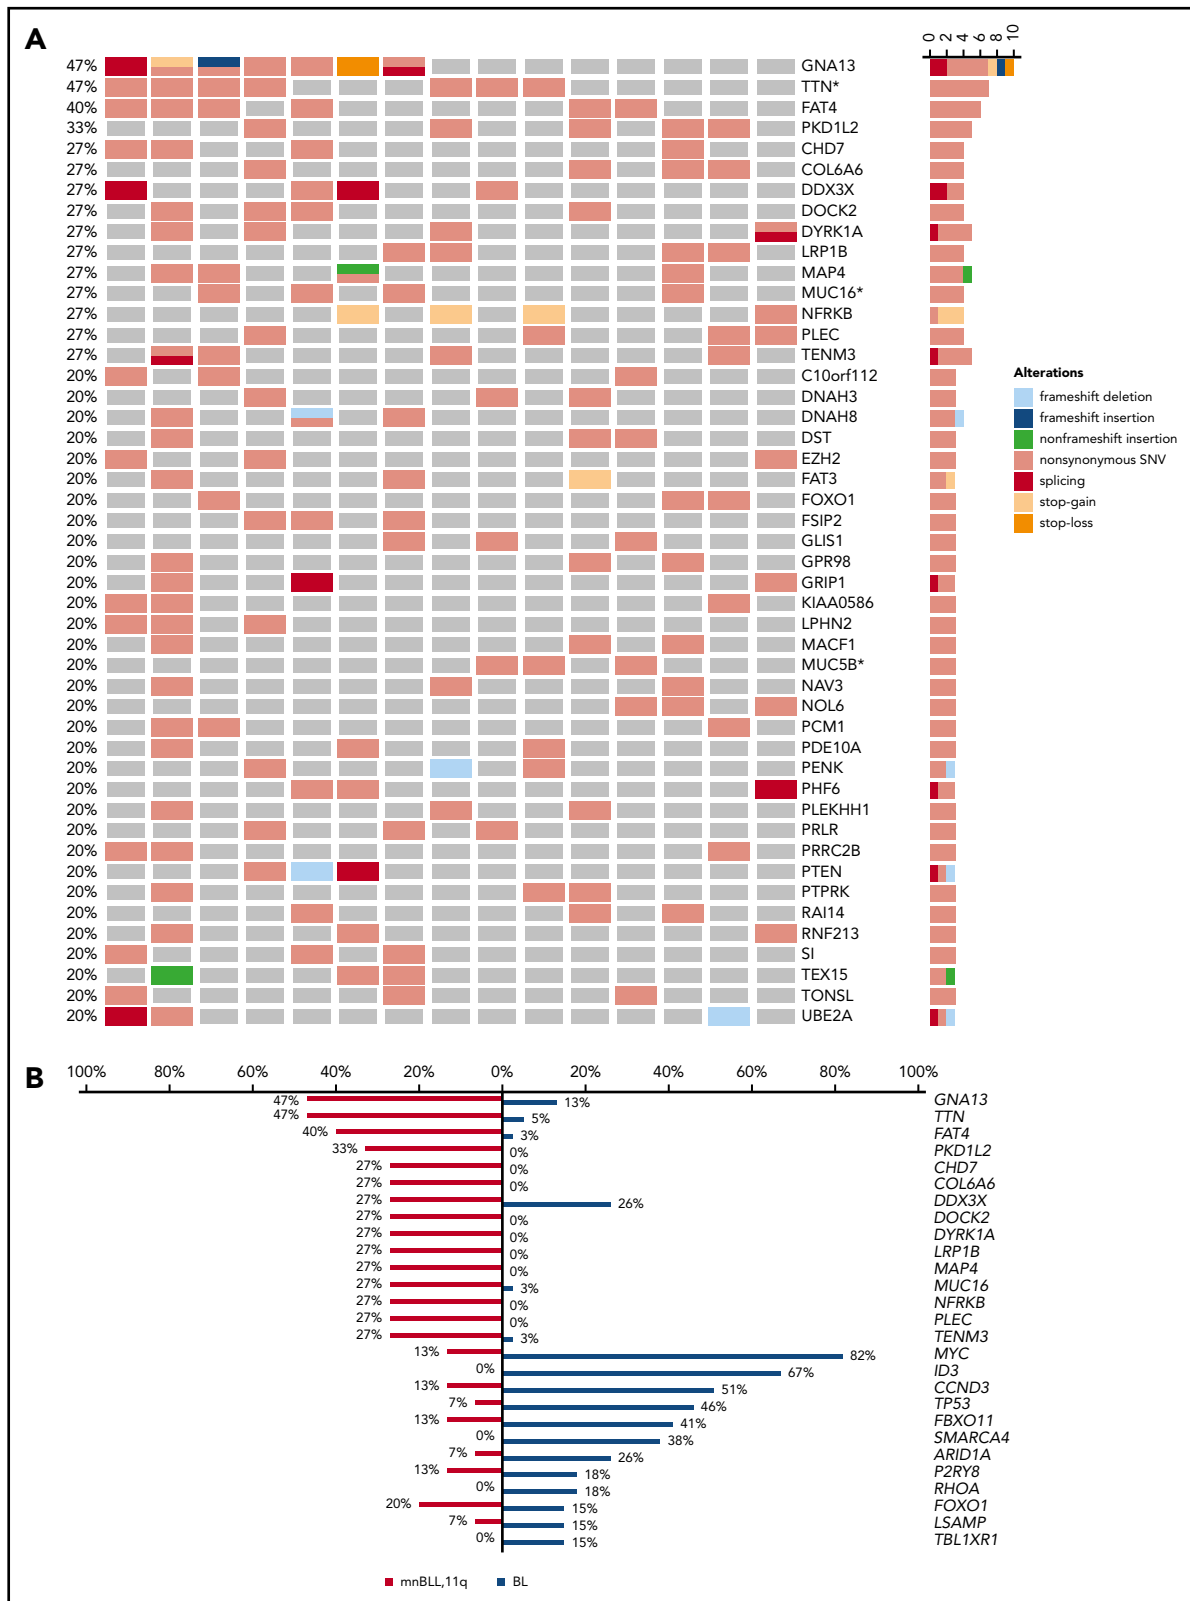 A
0 2 4 6 8 10
47% GNA13
47% TTN*
40% FAT4
33% PKD1L2
27% CHD7
27% COL6A6
27% DDX3X
27% DOCK2
27% DYRK1A
27% LRP1B
27% MAP4
27% MUC16*
27% NFRKB
27% PLEC
27% TENM3
20% C10orf112
20% DNAH3
20% DNAH8
20% DST
20% EZH2
20% FAT3
20% FOXO1
20% FSIP2
20% GLIS1
20% GPR98
20% GRIP1
20% KIAA0586
20% LPHN2
20% MACF1
20% MUC5B*
20% NAV3
20% NOL6
20% PCM1
20% PDE10A
20% PENK
20% PHF6
20% PLEKHH1
20% PRLR
20% PRRC2B
20% PTEN
20% PTPRK
20% RAI14
20% RNF213
20% SI
20% TEX15
20% TONSL
20% UBE2A
Alterations
frameshift deletion
frameshift insertion
nonframeshift insertion
nonsynonymous SNV
splicing
stop-gain
stop-loss
B
100% 80% 60% 40% 20% 0% 20% 40% 60% 80% 100%
47% 13% GNA13
47% 5% TTN
40% 3% FAT4
33% 0% PKD1L2
27% 0% CHD7
27% 0% COL6A6
27% 26% DDX3X
27% 0% DOCK2
27% 0% DYRK1A
27% 0% LRP1B
27% 0% MAP4
27% 3% MUC16
27% 0% NFRKB
27% 0% PLEC
27% 3% TENM3
13% 82% MYC
0% 67% ID3
13% 51% CCND3
7% 46% TP53
13% 41% FBXO11
0% 38% SMARCA4
7% 26% ARID1A
13% 18% P2RY8
0% 18% RHOA
20% 15% FOXO1
7% 15% LSAMP
0% 15% TBL1XR1
mnBLL,11q BL